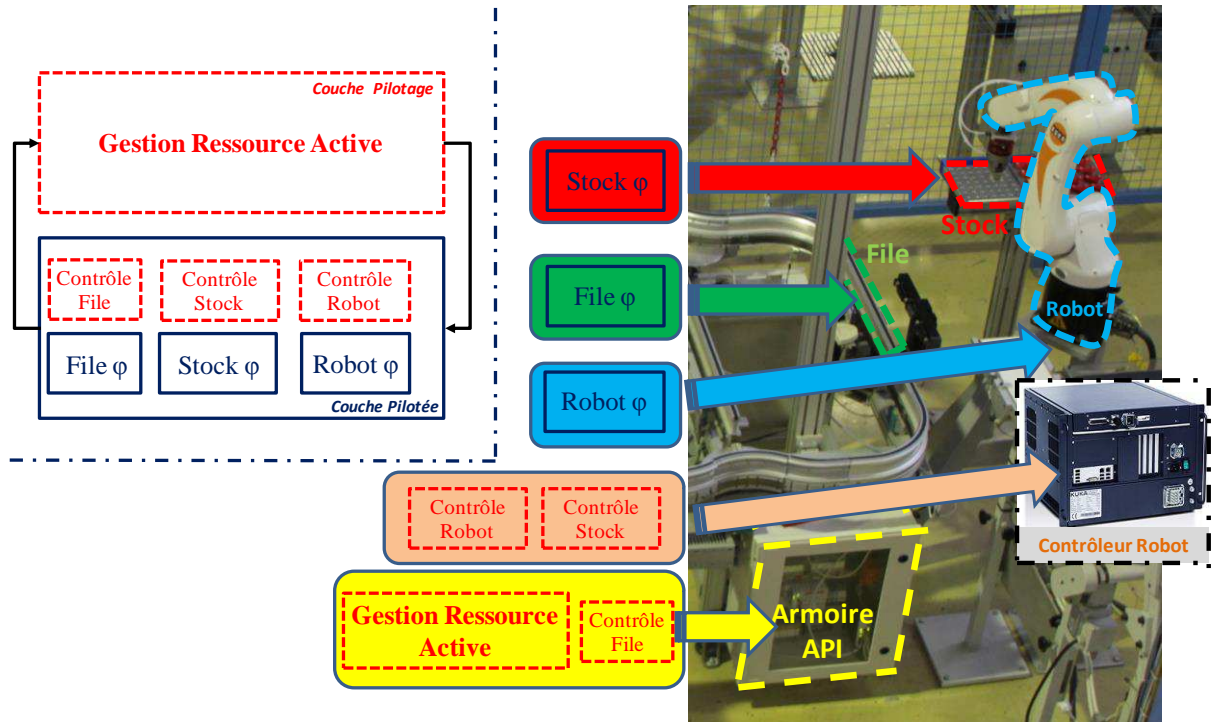 Couche Pilotage
Gestion Ressource Active
Contrôle
File
Contrôle
Stock
Contrôle
Robot
File φ
Stock φ
Robot φ
Couche Pilotée
Stock φ
File φ
Robot φ
Contrôle
Robot
Contrôle
Stock
Gestion Ressource
Active
Contrôle
File
Stock
File
Robot
KUKA
Contrôleur Robot
Armoire
API